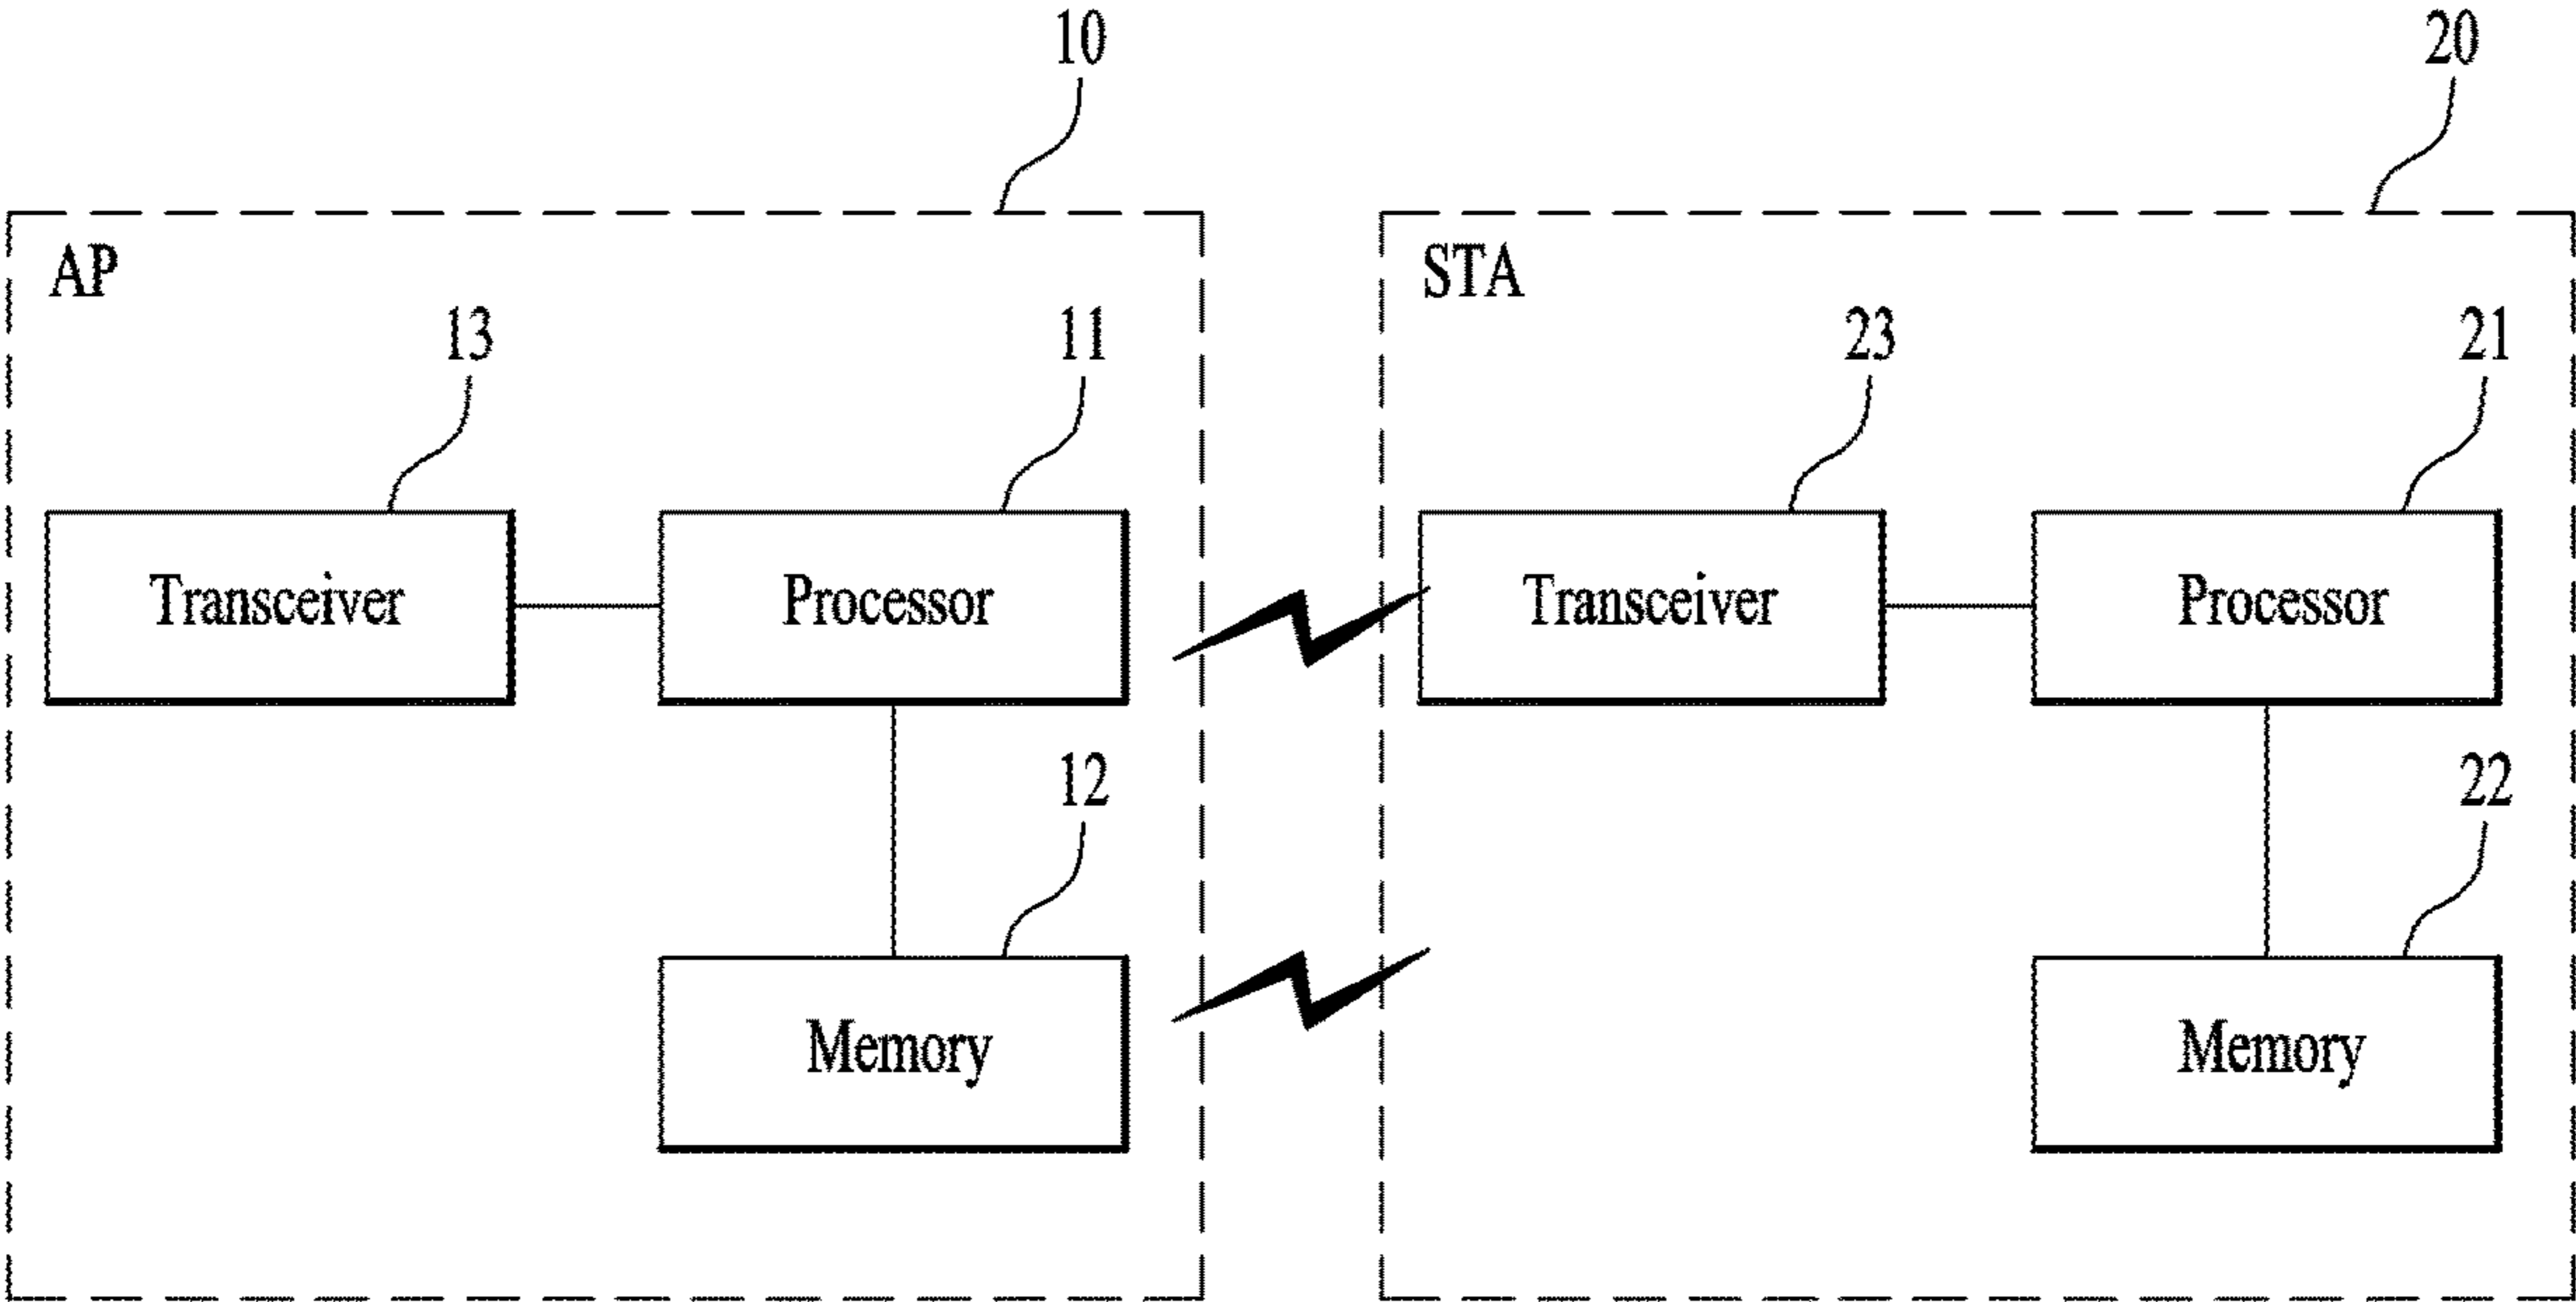 10 20
AP STA
13 11 23 21
Transceiver Processor Transceiver Processor
12 22
Memory Memory